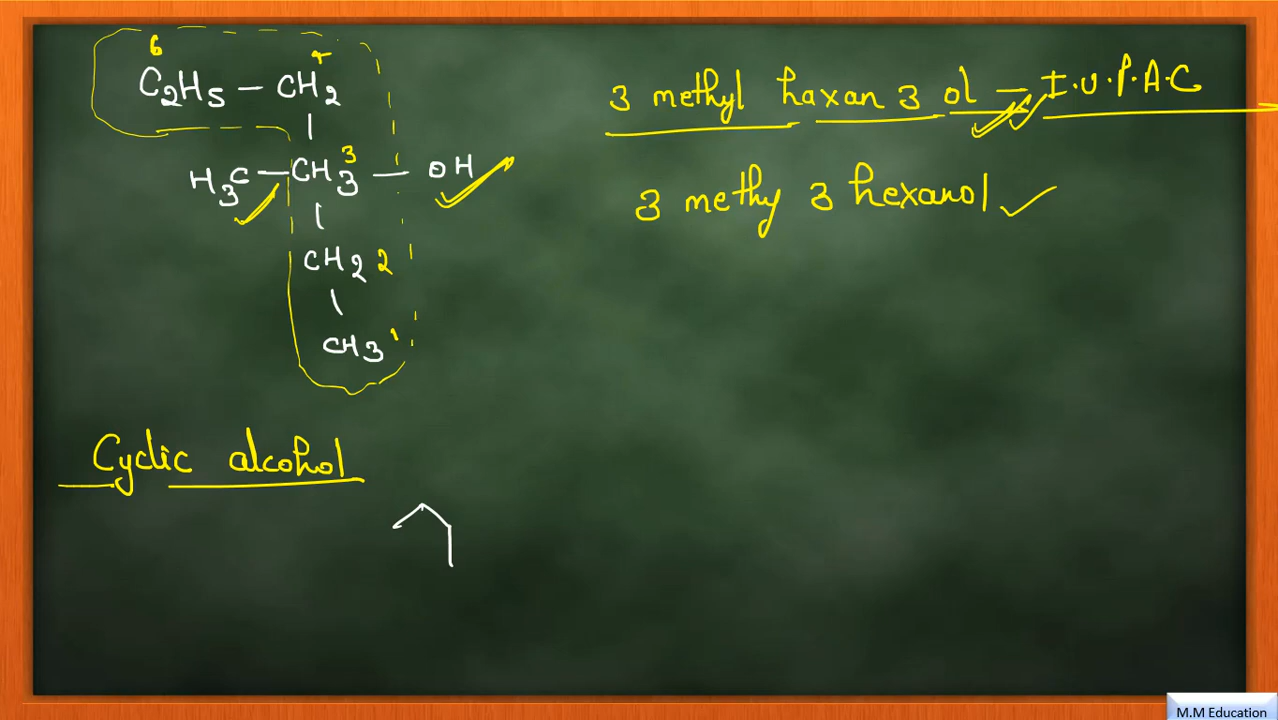 6 4
C2H5 — CH2
3 methyl haxan 3 ol — I.U.P.A.C
H3C — CH3 3 — OH
3 methy 3 hexanol
CH2 2
CH3 1
Cyclic alcohol
M.M Education